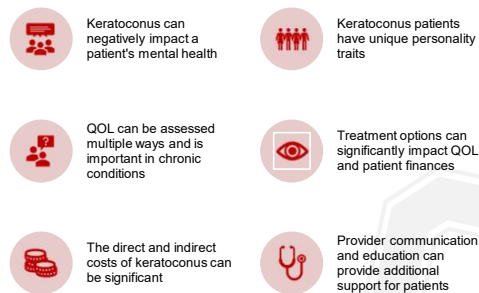 Keratoconus can
negatively impact a
patient's mental health
Keratoconus patients
have unique personality
traits
QOL can be assessed
multiple ways and is
important in chronic
conditions
Treatment options can
significantly impact QOL
and patient finances
The direct and indirect
costs of keratoconus can
be significant
Provider communication
and education can
provide additional
support for patients